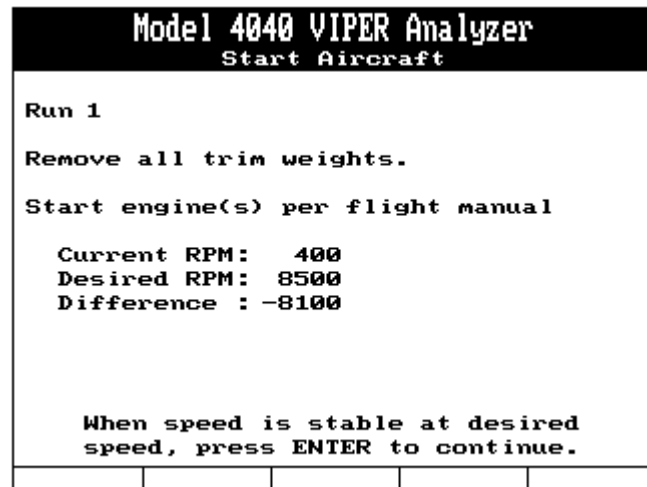 Model 4040 VIPER Analyzer
Start Aircraft
Run 1
Remove all trim weights.
Start engine(s) per flight manual
Current RPM: 400
Desired RPM: 8500
Difference : -8100
When speed is stable at desired
speed, press ENTER to continue.